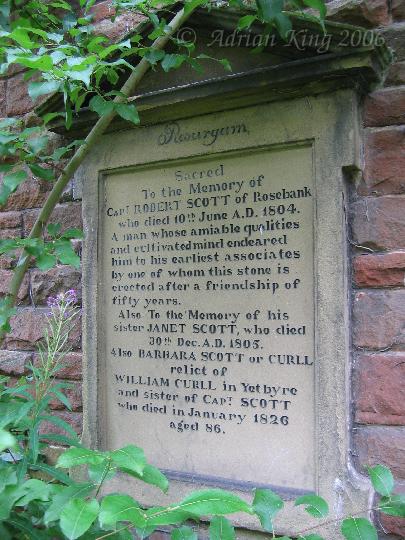 © Adrian King 2006
Resurgam.
Sacred
To the Memory of
Capt ROBERT SCOTT of Rosebank
who died 10th June A.D. 1804.
A man whose amiable qualities
and cultivated mind endeared
him to his earliest associates
by one of whom this stone is
erected after a friendship of
fifty years.
Also To the Memory of his
sister JANET SCOTT, who died
30th Dec. A.D. 1805.
Also BARBARA SCOTT or CURLL
relict of
WILLIAM CURLL in Yetbyre
and sister of Capt SCOTT
who died in January 1826
aged 86.